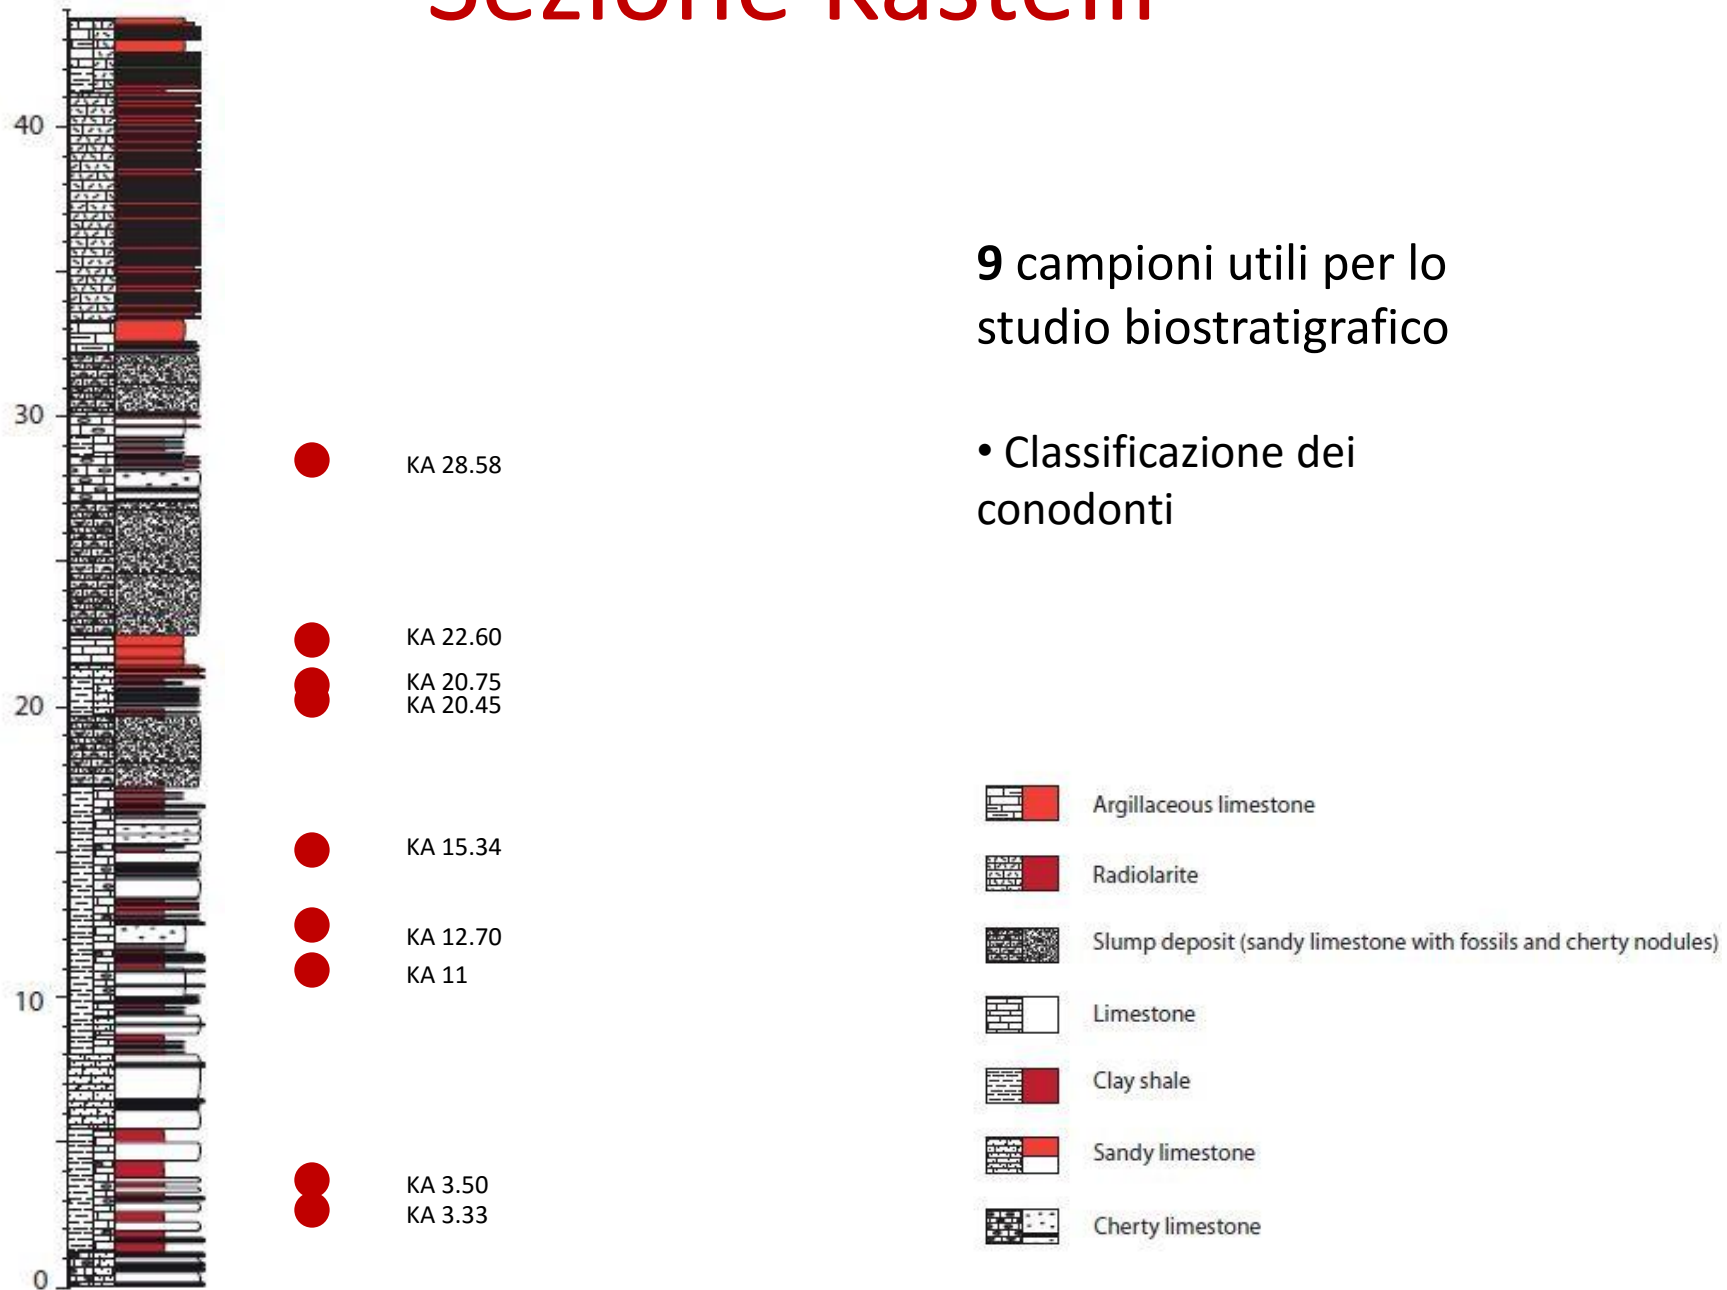 Sezione Kastelli
40
30
20
10
0
KA 28.58
KA 22.60
KA 20.75
KA 20.45
KA 15.34
KA 12.70
KA 11
KA 3.50
KA 3.33
9 campioni utili per lo
studio biostratigrafico
• Classificazione dei
conodonti
Argillaceous limestone
Radiolarite
Slump deposit (sandy limestone with fossils and cherty nodules)
Limestone
Clay shale
Sandy limestone
Cherty limestone